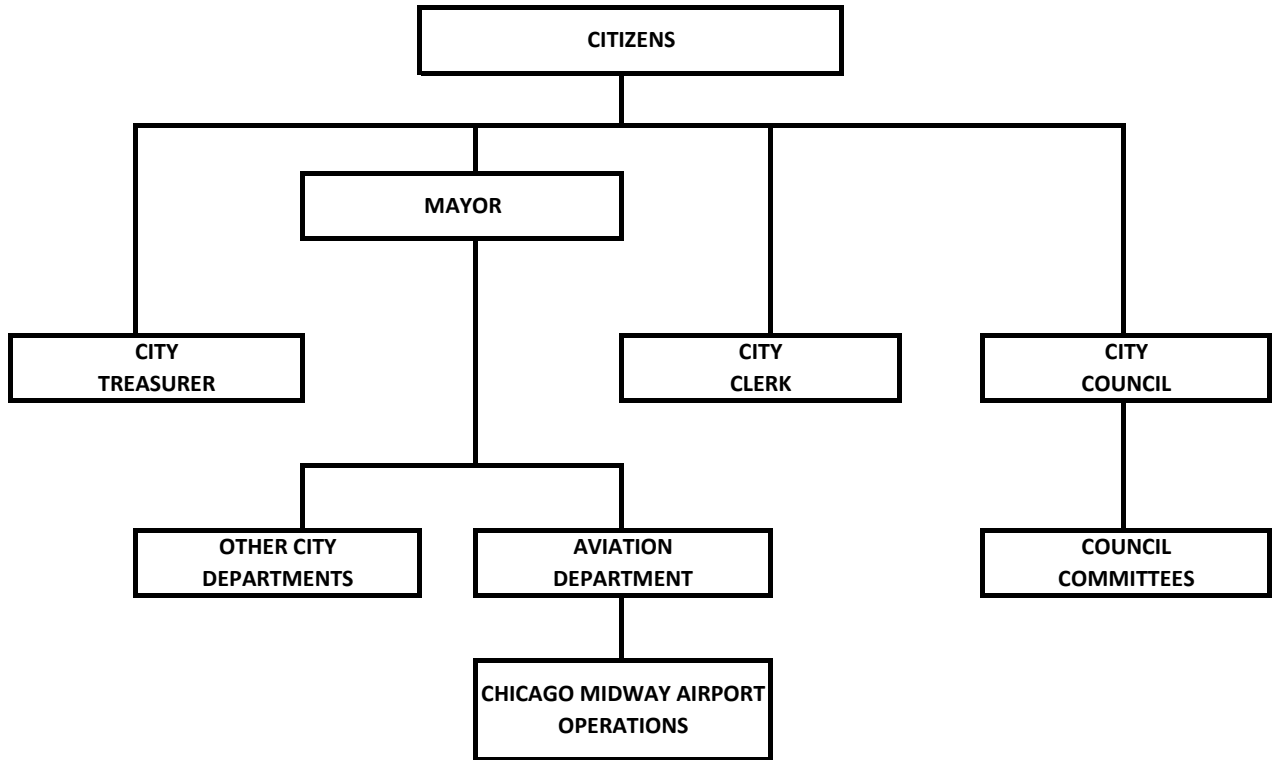 CITIZENS
MAYOR
CITY
TREASURER
CITY
CLERK
CITY
COUNCIL
OTHER CITY
DEPARTMENTS
AVIATION
DEPARTMENT
COUNCIL
COMMITTEES
CHICAGO MIDWAY AIRPORT
OPERATIONS